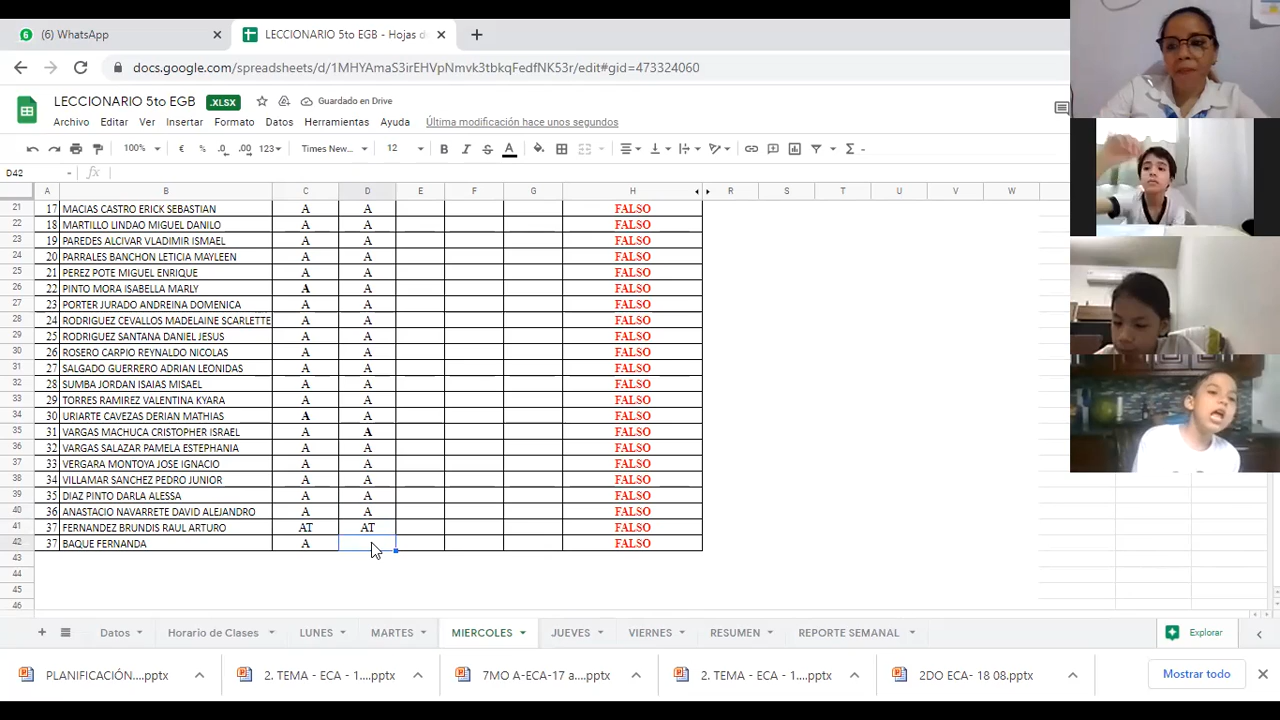 6 (6) WhatsApp
LECCIONARIO 5to EGB - Hojas d
docs.google.com/spreadsheets/d/1MHYAmaS3irEHVpNmvk3tbkqFedfNK53r/edit#gid=473324060
LECCIONARIO 5to EGB .XLSX Guardado en Drive
Archivo Editar Ver Insertar Formato Datos Herramientas Ayuda Última modificación hace unos segundos
100% € % .0 .00 123 Times New... 12 B I S A
D42 fx
A B C D E F G H R S T U V W
21 17 MACIAS CASTRO ERICK SEBASTIAN A A FALSO
22 18 MARTILLO LINDAO MIGUEL DANILO A A FALSO
23 19 PAREDES ALCIVAR VLADIMIR ISMAEL A A FALSO
24 20 PARRALES BANCHON LETICIA MAYLEEN A A FALSO
25 21 PEREZ POTE MIGUEL ENRIQUE A A FALSO
26 22 PINTO MORA ISABELLA MARLY A A FALSO
27 23 PORTER JURADO ANDREINA DOMENICA A A FALSO
28 24 RODRIGUEZ CEVALLOS MADELAINE SCARLETTE A A FALSO
29 25 RODRIGUEZ SANTANA DANIEL JESUS A A FALSO
30 26 ROSERO CARPIO REYNALDO NICOLAS A A FALSO
31 27 SALGADO GUERRERO ADRIAN LEONIDAS A A FALSO
32 28 SUMBA JORDAN ISAIAS MISAEL A A FALSO
33 29 TORRES RAMIREZ VALENTINA KYARA A A FALSO
34 30 URIARTE CAVEZAS DERIAN MATHIAS A A FALSO
35 31 VARGAS MACHUCA CRISTOPHER ISRAEL A A FALSO
36 32 VARGAS SALAZAR PAMELA ESTEPHANIA A A FALSO
37 33 VERGARA MONTOYA JOSE IGNACIO A A FALSO
38 34 VILLAMAR SANCHEZ PEDRO JUNIOR A A FALSO
39 35 DIAZ PINTO DARLA ALESSA A A FALSO
40 36 ANASTACIO NAVARRETE DAVID ALEJANDRO A A FALSO
41 37 FERNANDEZ BRUNDIS RAUL ARTURO AT AT FALSO
42 37 BAQUE FERNANDA A FALSO
43
44
45
46
Datos Horario de Clases LUNES MARTES MIERCOLES JUEVES VIERNES RESUMEN REPORTE SEMANAL Explorar
PLANIFICACIÓN....pptx 2. TEMA - ECA - 1....pptx 7MO A-ECA-17 a....pptx 2. TEMA - ECA - 1....pptx 2DO ECA- 18 08.pptx Mostrar todo